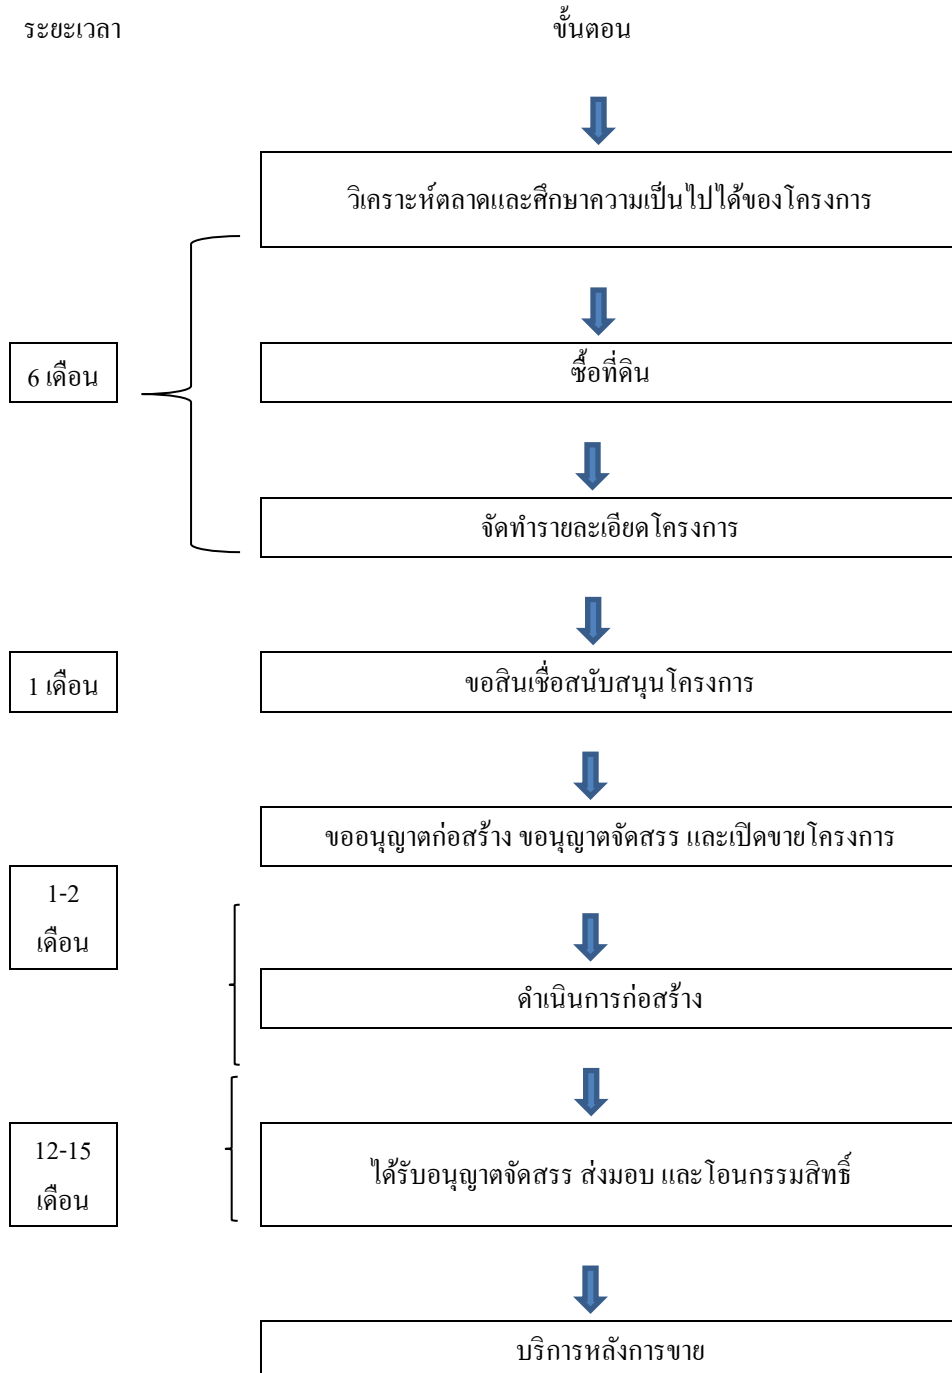 ระยะเวลา
ขั้นตอน
วิเคราะห์ตลาดและศึกษาความเป็นไปได้ของโครงการ
6 เดือน
ซื้อที่ดิน
จัดทำรายละเอียดโครงการ
1 เดือน
ขอสินเชื่อสนับสนุนโครงการ
ขออนุญาตก่อสร้าง ขอนุญาตจัดสรร และเปิดขายโครงการ
1-2
เดือน
ดำเนินการก่อสร้าง
12-15
เดือน
ได้รับอนุญาตจัดสรร ส่งมอบ และโอนกรรมสิทธิ์
บริการหลังการขาย